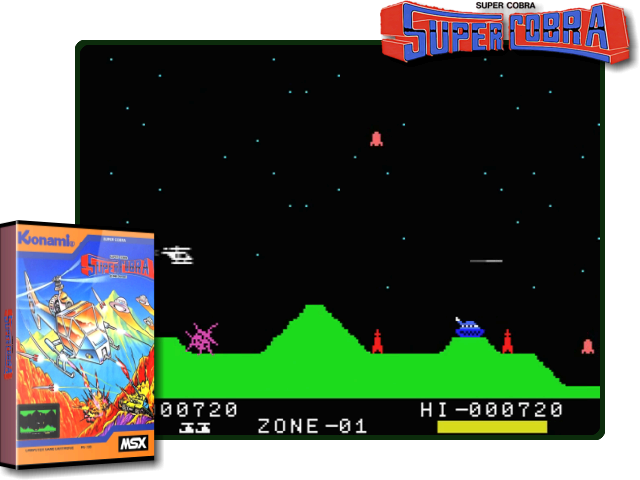 SUPER COBRA
SUPER COBRA
Konami
SUPER COBRA
SUPER COBRA
00720
HI-000720
ZONE-01
MSX